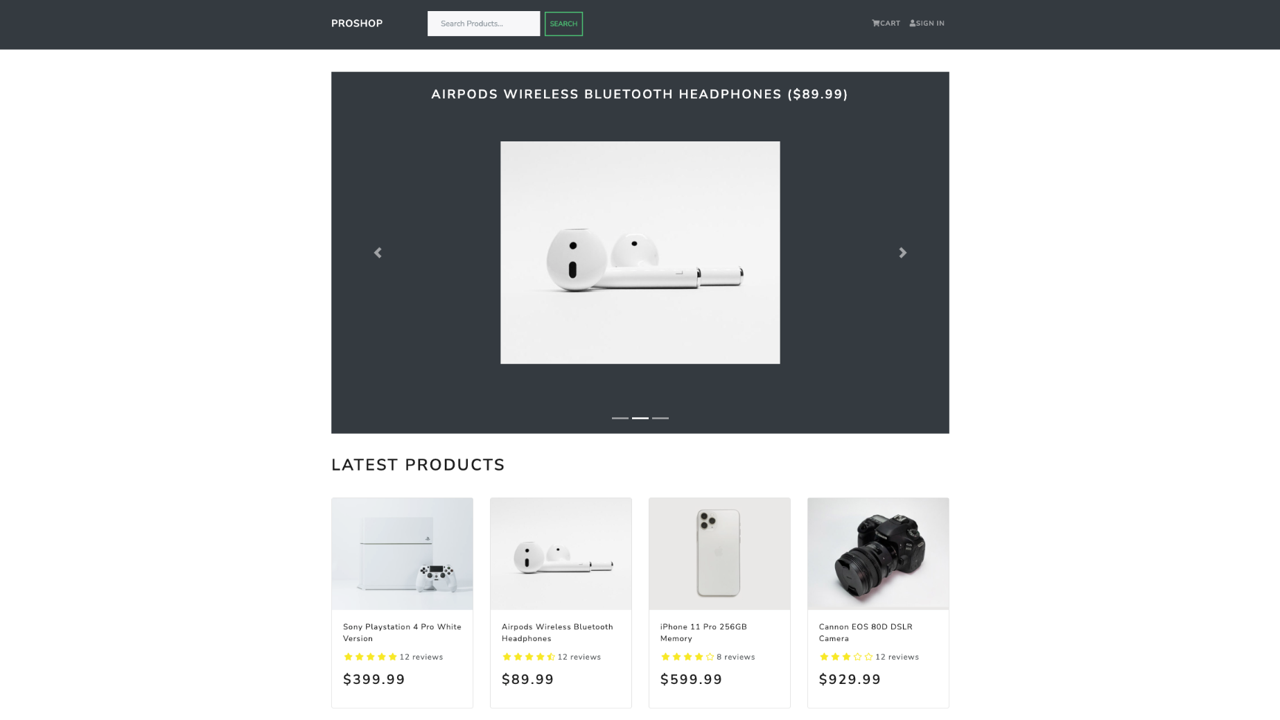 PROSHOP
Search Products...
SEARCH
CART
SIGN IN
AIRPODS WIRELESS BLUETOOTH HEADPHONES ($89.99)
LATEST PRODUCTS
Sony Playstation 4 Pro White
Version
12 reviews
$399.99
Airpods Wireless Bluetooth
Headphones
12 reviews
$89.99
iPhone 11 Pro 256GB
Memory
8 reviews
$599.99
Cannon EOS 80D DSLR
Camera
12 reviews
$929.99